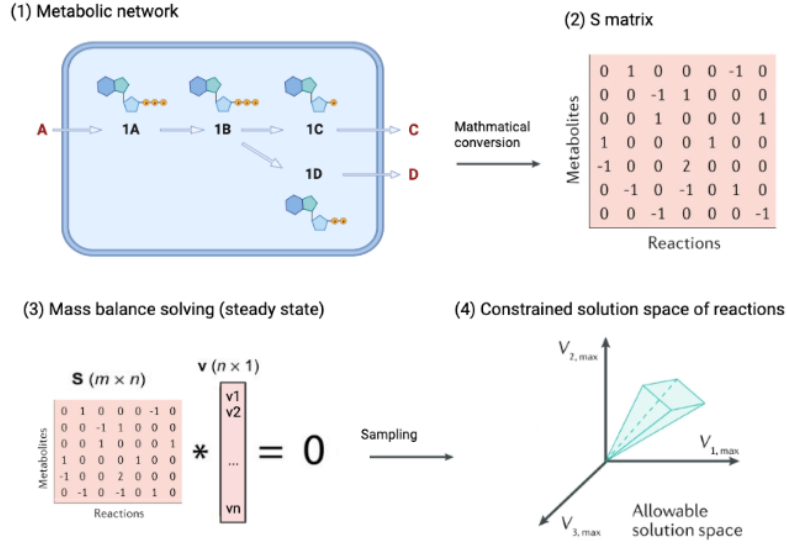 (1) Metabolic network
A
1A
1B
1C
C
1D
D
Mathmatical
conversion
(2) S matrix
Metabolites
0 1 0 0 0 -1 0
0 0 -1 1 0 0 0
0 0 1 0 0 0 1
1 0 0 0 1 0 0
-1 0 0 2 0 0 0
0 -1 0 -1 0 1 0
0 0 -1 0 0 0 -1
Reactions
(3) Mass balance solving (steady state)
S (m × n)
Metabolites
0 1 0 0 0 -1 0
0 0 -1 1 0 0 0
0 0 1 0 0 0 1
1 0 0 0 1 0 0
-1 0 0 2 0 0 0
0 -1 0 -1 0 1 0
Reactions
*
v (n × 1)
v1
v2
...
vn
= 0
Sampling
(4) Constrained solution space of reactions
V2, max
V1, max
V3, max
Allowable
solution space